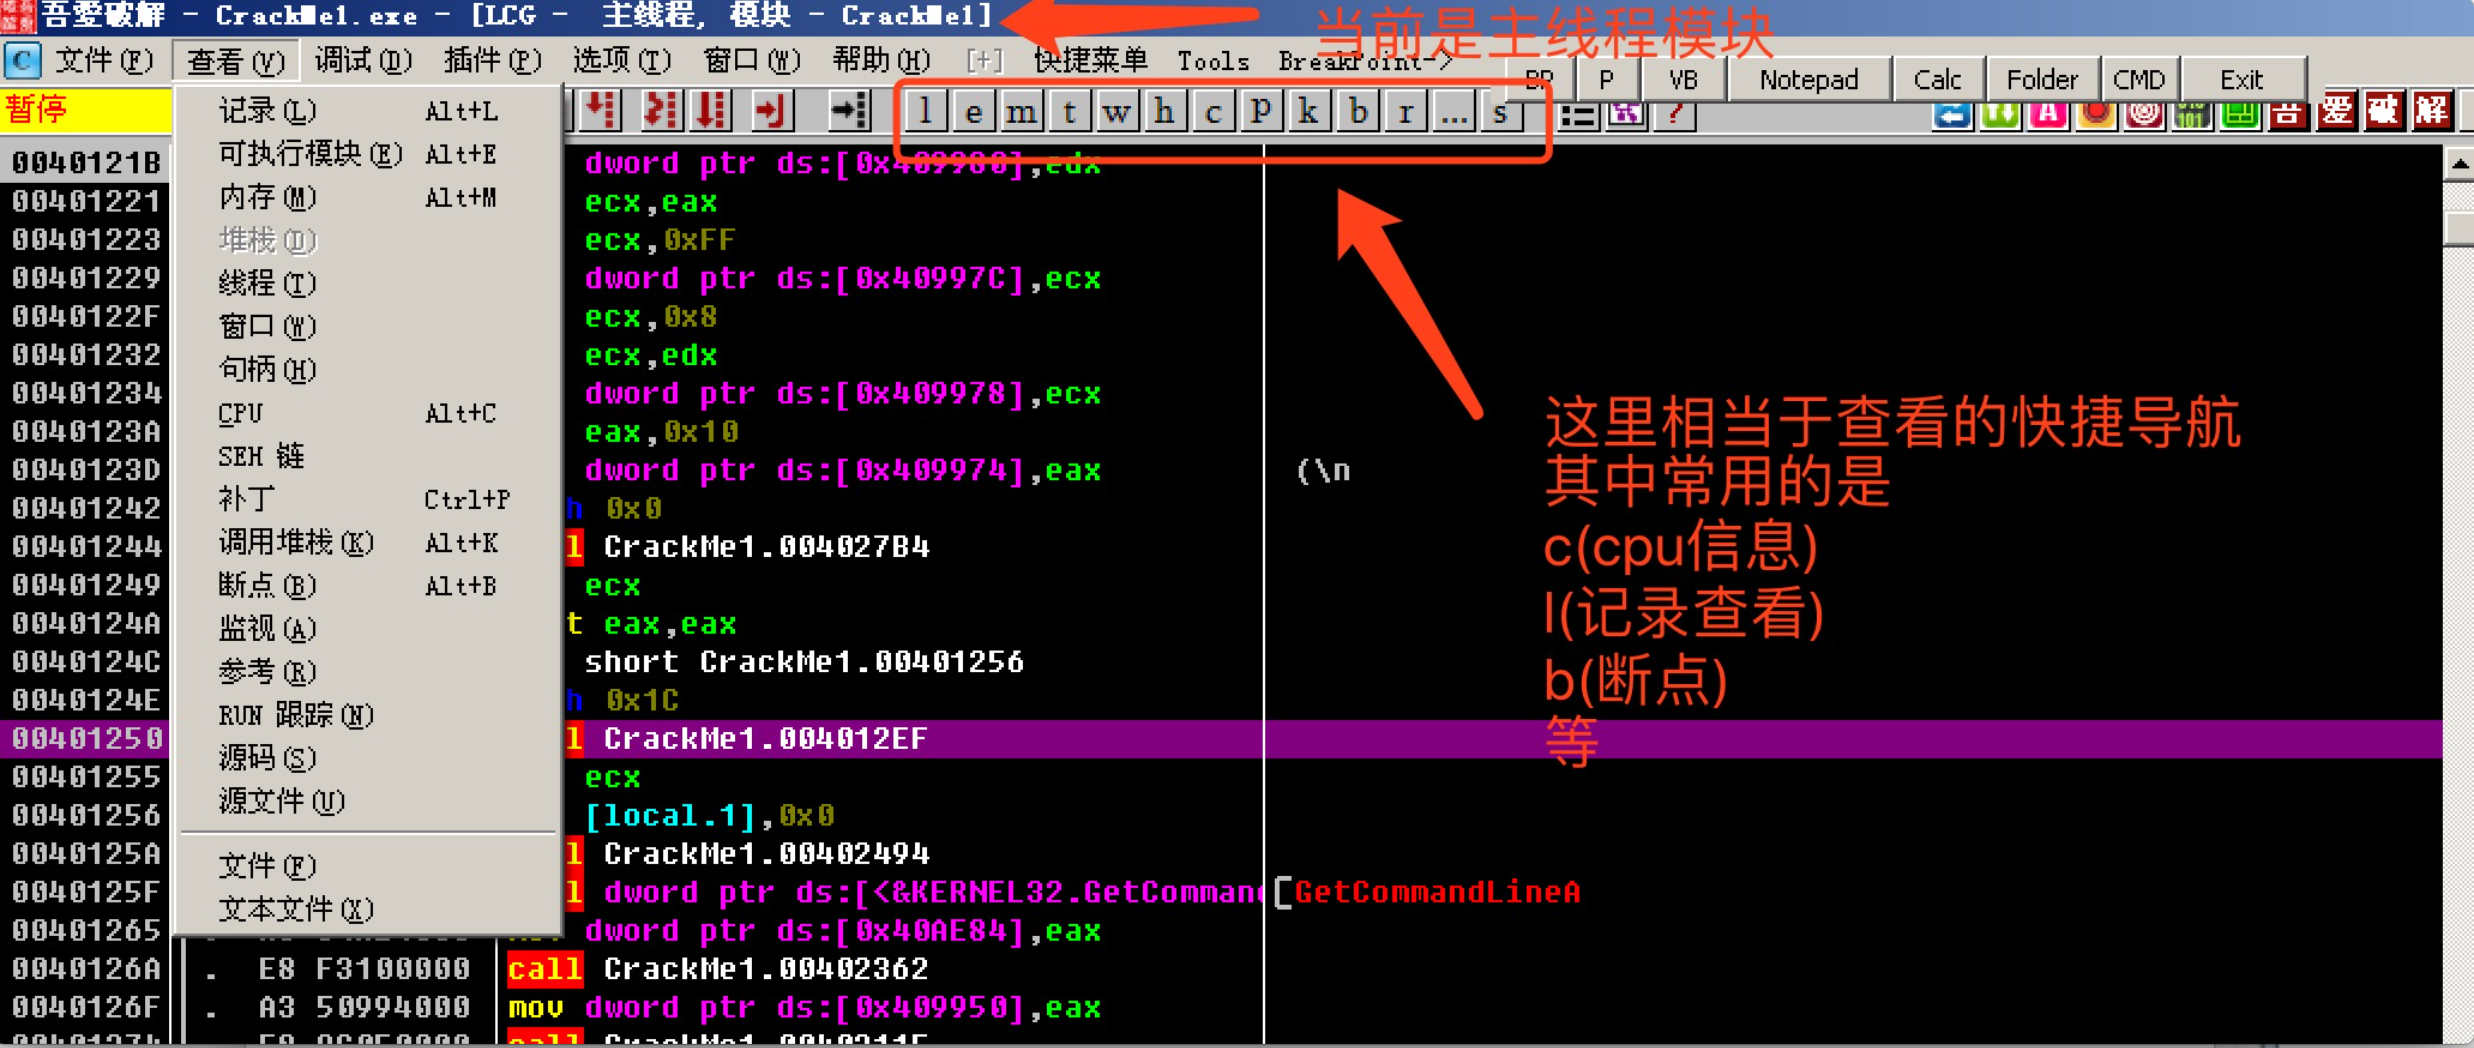 吾爱破解 - CrackMe1.exe - [LCG - 主线程, 模块 - CrackMe1]
当前是主线程模块
C 文件(F) 查看(V) 调试(D) 插件(P) 选项(T) 窗口(W) 帮助(H) [+] 快捷菜单 Tools BreakPoint->
BP P VB Notepad Calc Folder CMD Exit
暂停
l e m t w h c P k b r ... s ? 吾 爱 破 解
记录(L) Alt+L
可执行模块(E) Alt+E
内存(M) Alt+M
堆栈(D)
线程(T)
窗口(W)
句柄(H)
CPU Alt+C
SEH 链
补丁 Ctrl+P
调用堆栈(K) Alt+K
断点(B) Alt+B
监视(A)
参考(R)
RUN 跟踪(N)
源码(S)
源文件(U)
文件(F)
文本文件(X)
0040121B dword ptr ds:[0x409980],edx
00401221 ecx,eax
00401223 ecx,0xFF
00401229 dword ptr ds:[0x40997C],ecx
0040122F ecx,0x8
00401232 ecx,edx
00401234 dword ptr ds:[0x409978],ecx
0040123A eax,0x10
0040123D dword ptr ds:[0x409974],eax (\n
00401242 h 0x0
00401244 l CrackMe1.004027B4
00401249 ecx
0040124A t eax,eax
0040124C short CrackMe1.00401256
0040124E h 0x1C
00401250 l CrackMe1.004012EF
00401255 ecx
00401256 [local.1],0x0
0040125A l CrackMe1.00402494
0040125F l dword ptr ds:[<&KERNEL32.GetComman [GetCommandLineA
00401265 dword ptr ds:[0x40AE84],eax
0040126A . E8 F3100000 call CrackMe1.00402362
0040126F . A3 50994000 mov dword ptr ds:[0x409950],eax
这里相当于查看的快捷导航
其中常用的是
c(cpu信息)
l(记录查看)
b(断点)
等